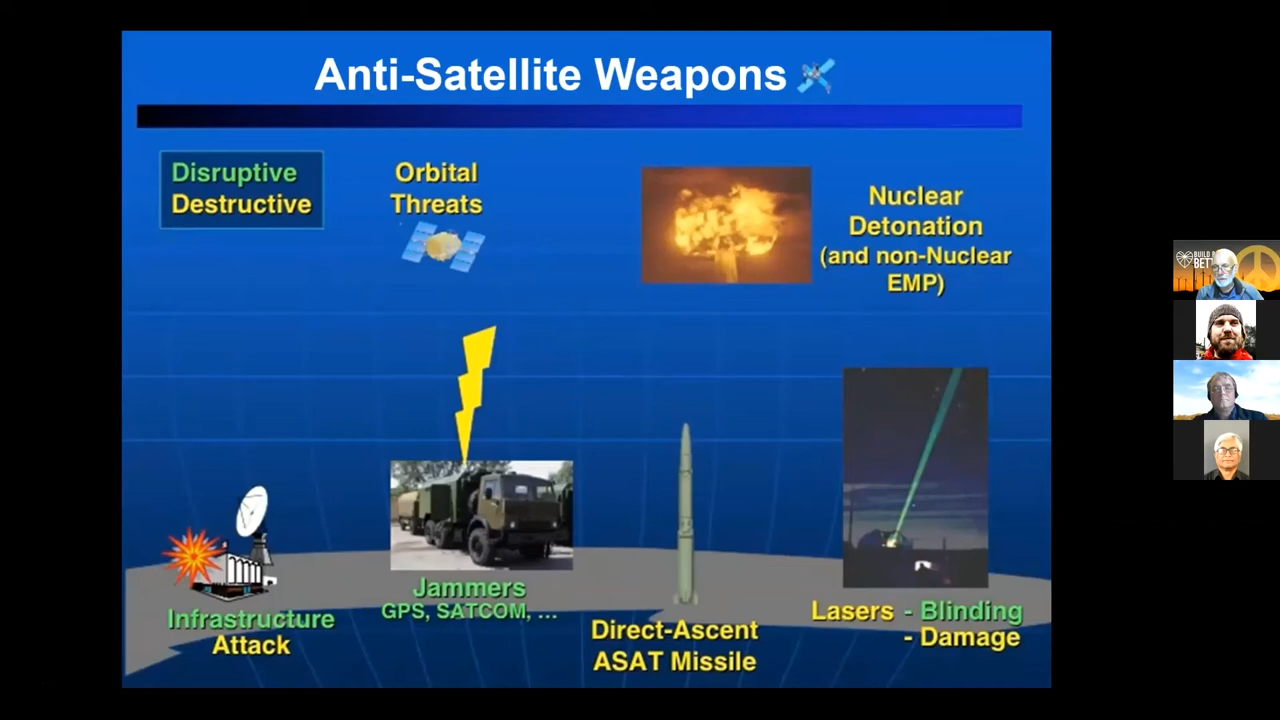 Anti-Satellite Weapons
Disruptive
Destructive
Orbital
Threats
Nuclear
Detonation
(and non-Nuclear
EMP)
Infrastructure
Attack
Jammers
GPS, SATCOM, ...
Direct-Ascent
ASAT Missile
Lasers - Blinding
- Damage
BUILD